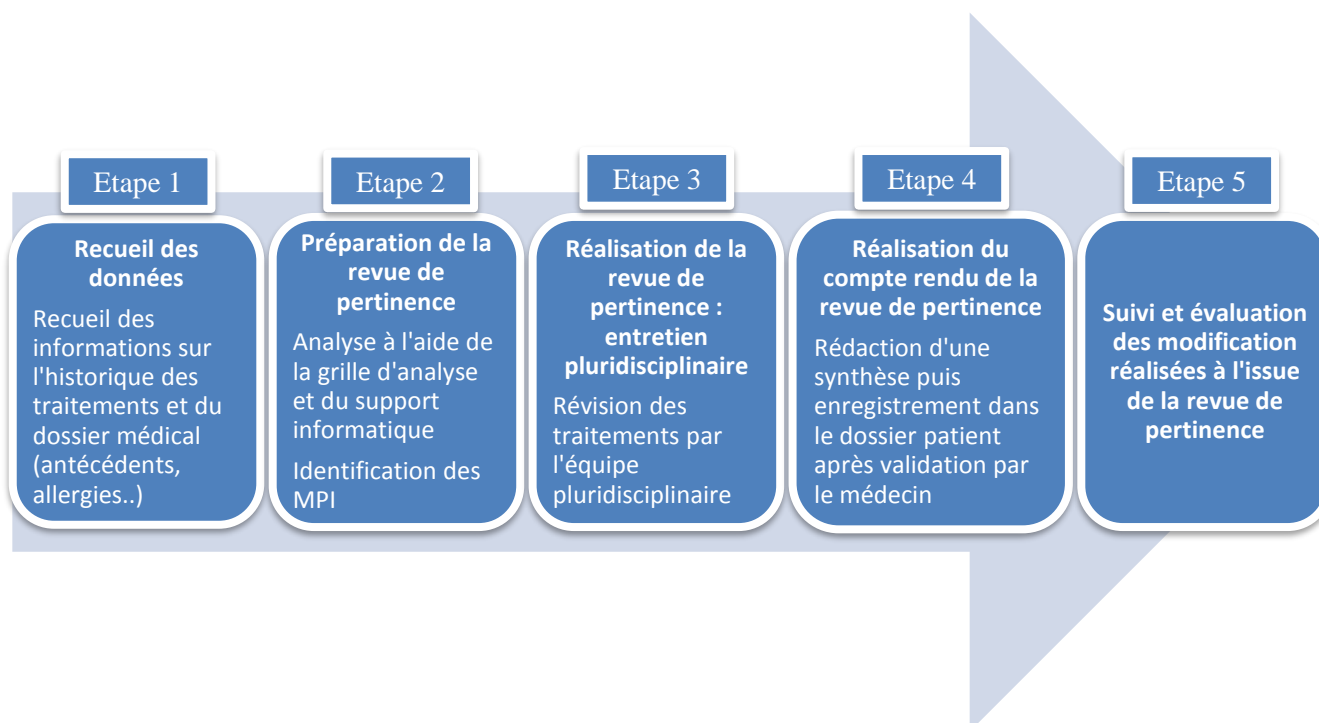 Etape 1
Recueil des
données
Recueil des
informations sur
l'historique des
traitements et du
dossier médical
(antécédents,
allergies..)
Etape 2
Préparation de la
revue de
pertinence
Analyse à l'aide de
la grille d'analyse
et du support
informatique
Identification des
MPI
Etape 3
Réalisation de la
revue de
pertinence :
entretien
pluridisciplinaire
Révision des
traitements par
l'équipe
pluridisciplinaire
Etape 4
Réalisation du
compte rendu de la
revue de pertinence
Rédaction d'une
synthèse puis
enregistrement dans
le dossier patient
après validation par
le médecin
Etape 5
Suivi et évaluation
des modification
réalisées à l'issue
de la revue de
pertinence